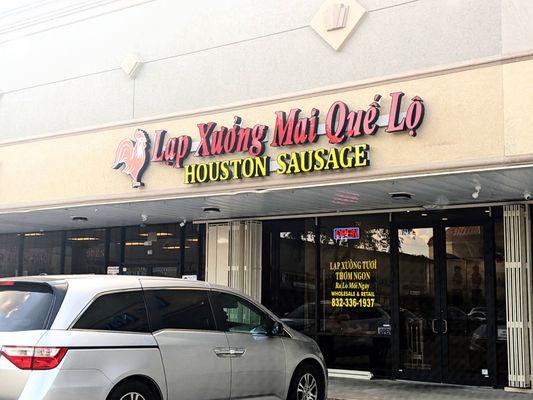 Lạp Xưởng Mai Quế Lộ
HOUSTON SAUSAGE
OPEN
LẠP XƯỞNG TƯƠI
THƠM NGON
Ra Lò Mỗi Ngày
WHOLESALE & RETAIL
832-336-1937